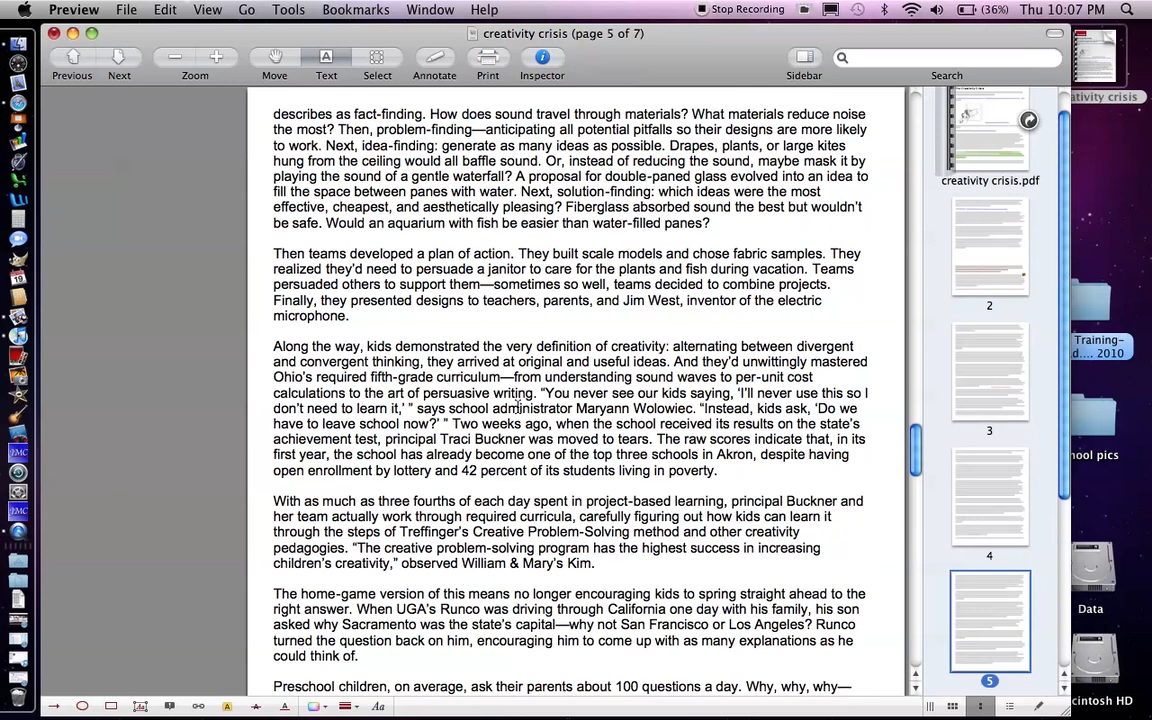 Preview File Edit View Go Tools Bookmarks Window Help Stop Recording (36%) Thu 10:07 PM
creativity crisis (page 5 of 7)
Previous Next Zoom Move Text Select Annotate Print Inspector Sidebar Search
describes as fact-finding. How does sound travel through materials? What materials reduce noise
the most? Then, problem-finding—anticipating all potential pitfalls so their designs are more likely
to work. Next, idea-finding: generate as many ideas as possible. Drapes, plants, or large kites
hung from the ceiling would all baffle sound. Or, instead of reducing the sound, maybe mask it by
playing the sound of a gentle waterfall? A proposal for double-paned glass evolved into an idea to
fill the space between panes with water. Next, solution-finding: which ideas were the most
effective, cheapest, and aesthetically pleasing? Fiberglass absorbed sound the best but wouldn't
be safe. Would an aquarium with fish be easier than water-filled panes?
Then teams developed a plan of action. They built scale models and chose fabric samples. They
realized they'd need to persuade a janitor to care for the plants and fish during vacation. Teams
persuaded others to support them—sometimes so well, teams decided to combine projects.
Finally, they presented designs to teachers, parents, and Jim West, inventor of the electric
microphone.
Along the way, kids demonstrated the very definition of creativity: alternating between divergent
and convergent thinking, they arrived at original and useful ideas. And they'd unwittingly mastered
Ohio's required fifth-grade curriculum—from understanding sound waves to per-unit cost
calculations to the art of persuasive writing. "You never see our kids saying, 'I'll never use this so I
don't need to learn it,' " says school administrator Maryann Wolowiec. "Instead, kids ask, 'Do we
have to leave school now?' " Two weeks ago, when the school received its results on the state's
achievement test, principal Traci Buckner was moved to tears. The raw scores indicate that, in its
first year, the school has already become one of the top three schools in Akron, despite having
open enrollment by lottery and 42 percent of its students living in poverty.
With as much as three fourths of each day spent in project-based learning, principal Buckner and
her team actually work through required curricula, carefully figuring out how kids can learn it
through the steps of Treffinger's Creative Problem-Solving method and other creativity
pedagogies. "The creative problem-solving program has the highest success in increasing
children's creativity," observed William & Mary's Kim.
The home-game version of this means no longer encouraging kids to spring straight ahead to the
right answer. When UGA's Runco was driving through California one day with his family, his son
asked why Sacramento was the state's capital—why not San Francisco or Los Angeles? Runco
turned the question back on him, encouraging him to come up with as many explanations as he
could think of.
Preschool children, on average, ask their parents about 100 questions a day. Why, why, why—
creativity crisis.pdf
2
3
4
5
eativity crisis
Training-
d.... 2010
ool pics
Data
acintosh HD